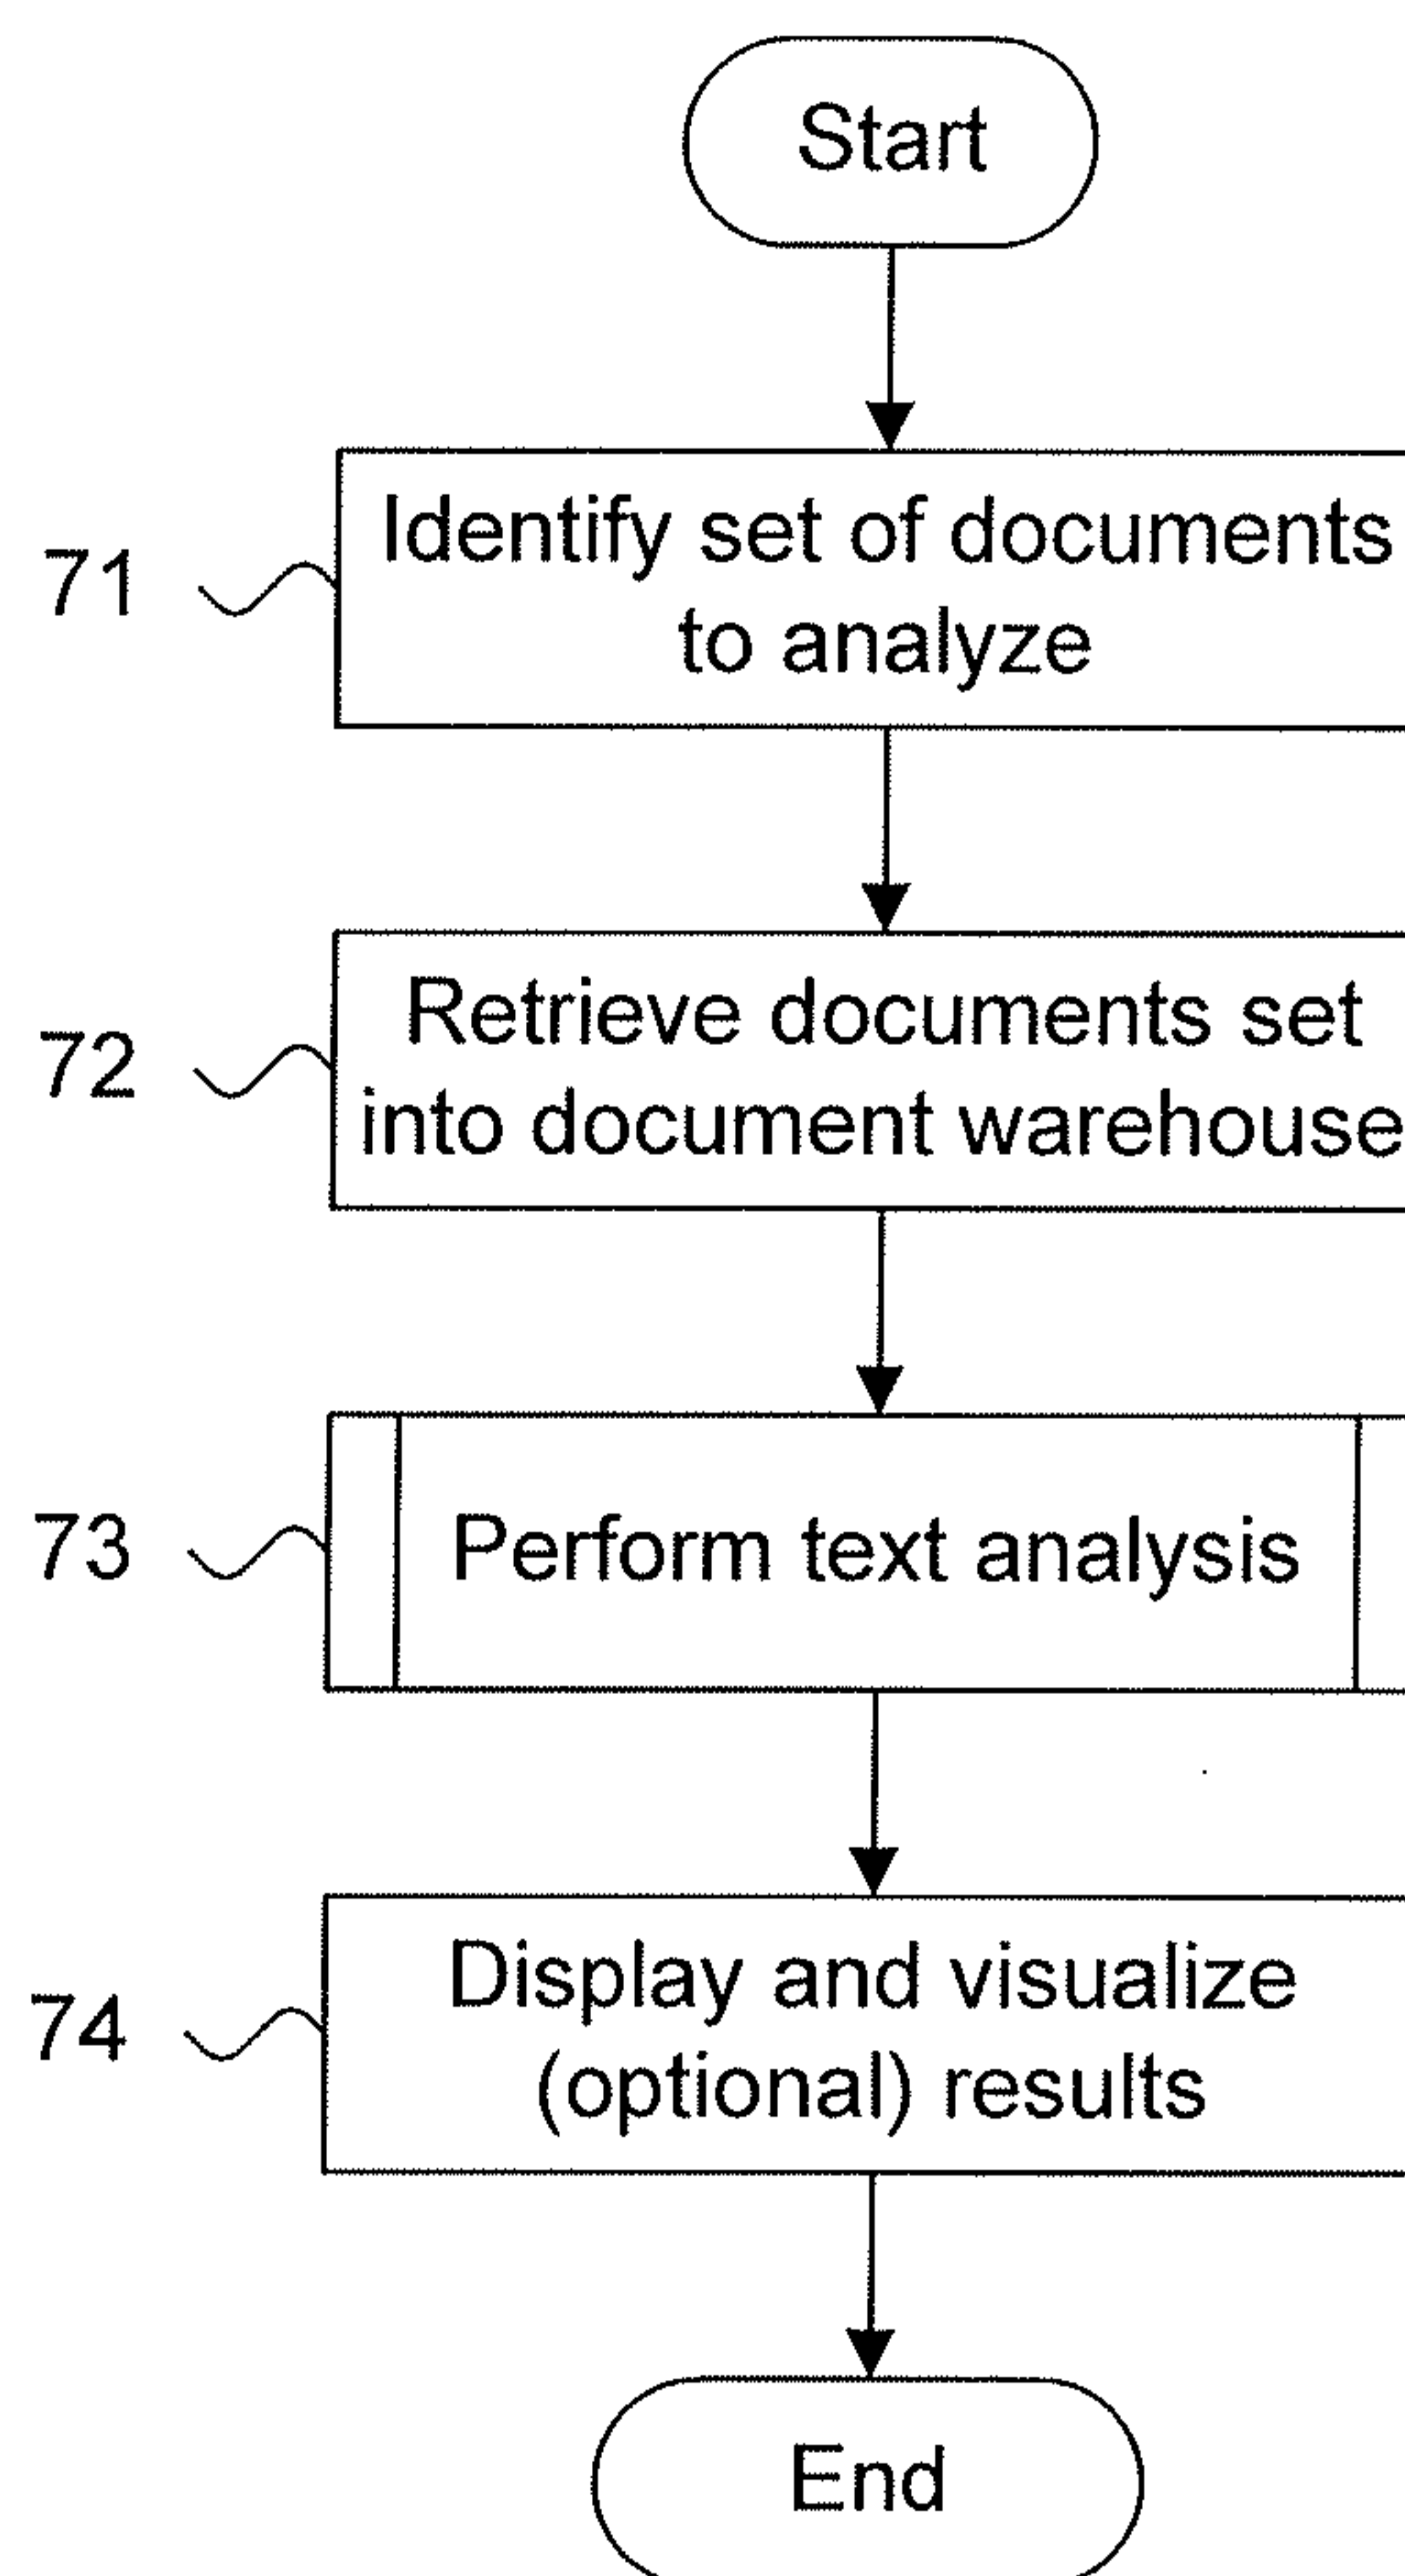 Start
71
Identify set of documents
to analyze
72
Retrieve documents set
into document warehouse
73
Perform text analysis
74
Display and visualize
(optional) results
End